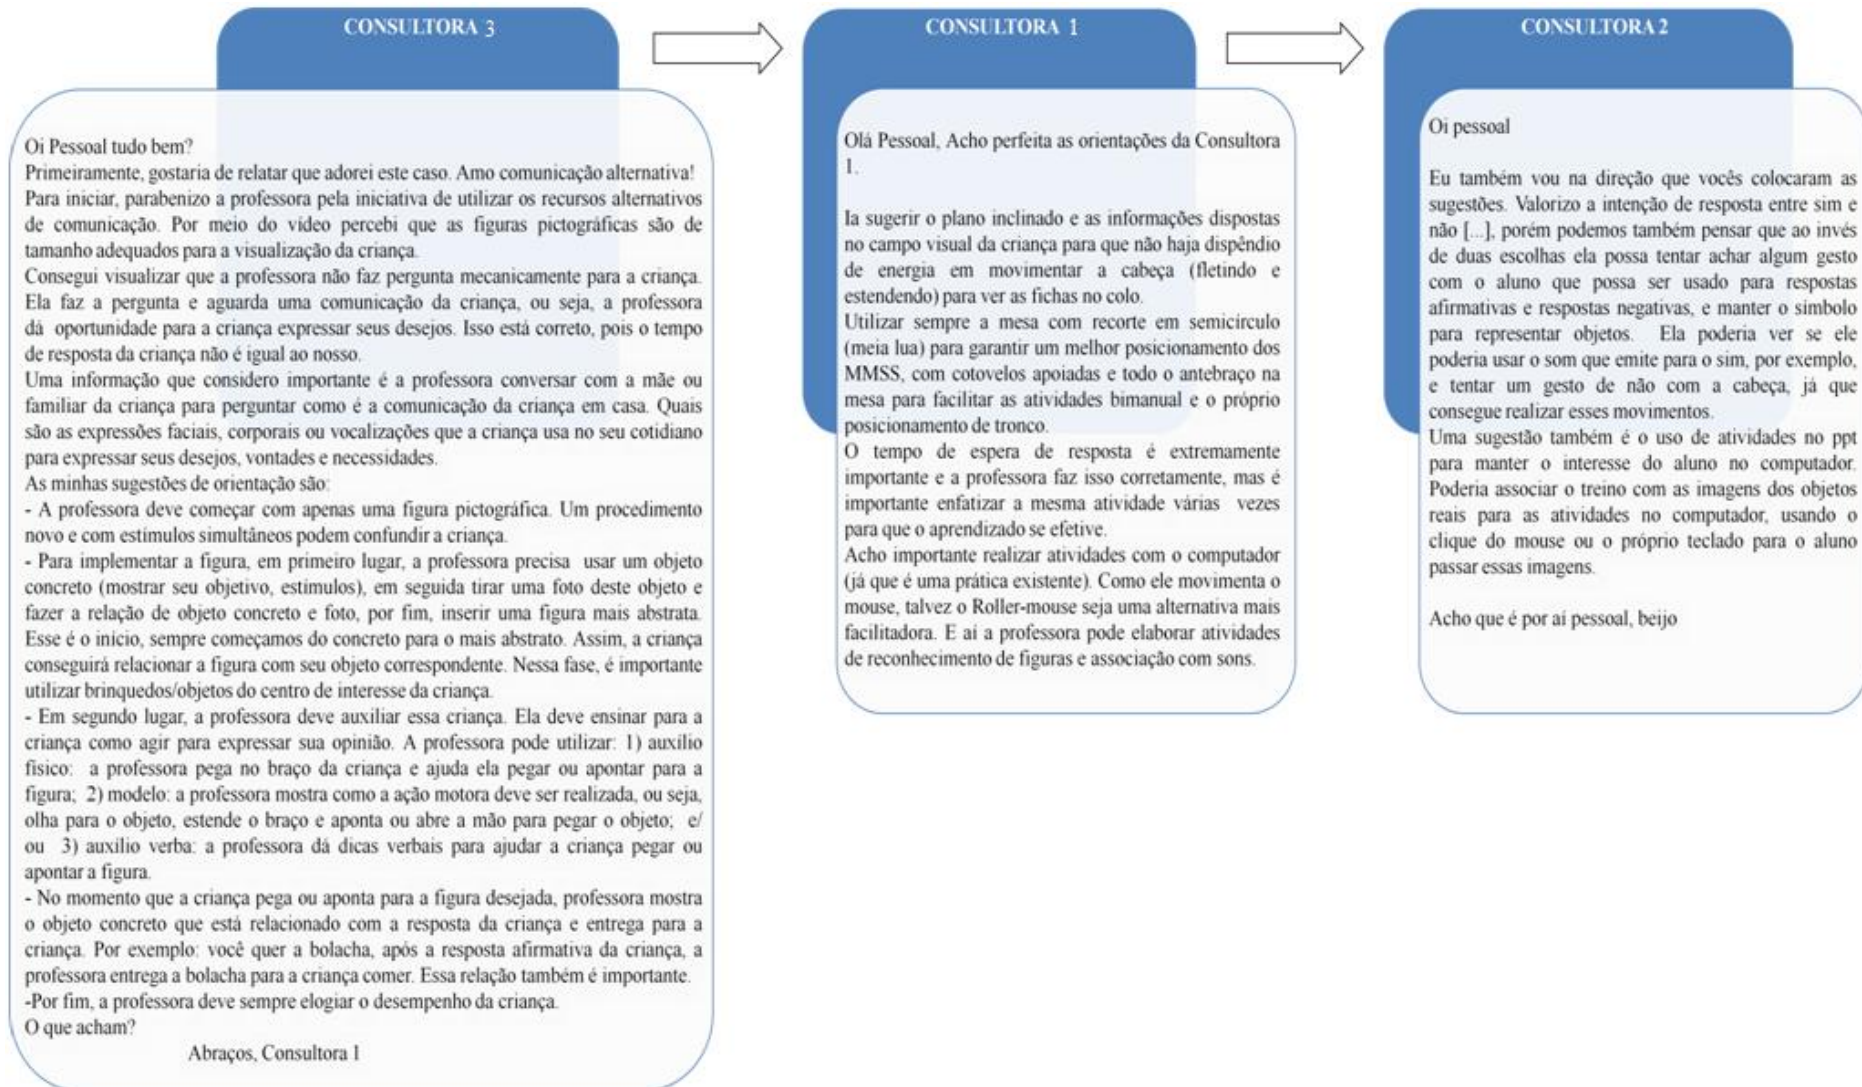 CONSULTORA 3
Oi Pessoal tudo bem?
Primeiramente, gostaria de relatar que adorei este caso. Amo comunicação alternativa!
Para iniciar, parabenizo a professora pela iniciativa de utilizar os recursos alternativos
de comunicação. Por meio do vídeo percebi que as figuras pictográficas são de
tamanho adequados para a visualização da criança.
Consegui visualizar que a professora não faz pergunta mecanicamente para a criança.
Ela faz a pergunta e aguarda uma comunicação da criança, ou seja, a professora
dá oportunidade para a criança expressar seus desejos. Isso está correto, pois o tempo
de resposta da criança não é igual ao nosso.
Uma informação que considero importante é a professora conversar com a mãe ou
familiar da criança para perguntar como é a comunicação da criança em casa. Quais
são as expressões faciais, corporais ou vocalizações que a criança usa no seu cotidiano
para expressar seus desejos, vontades e necessidades.
As minhas sugestões de orientação são:
- A professora deve começar com apenas uma figura pictográfica. Um procedimento
novo e com estímulos simultâneos podem confundir a criança.
- Para implementar a figura, em primeiro lugar, a professora precisa usar um objeto
concreto (mostrar seu objetivo, estímulos), em seguida tirar uma foto deste objeto e
fazer a relação de objeto concreto e foto, por fim, inserir uma figura mais abstrata.
Esse é o início, sempre começamos do concreto para o mais abstrato. Assim, a criança
conseguirá relacionar a figura com seu objeto correspondente. Nessa fase, é importante
utilizar brinquedos/objetos do centro de interesse da criança.
- Em segundo lugar, a professora deve auxiliar essa criança. Ela deve ensinar para a
criança como agir para expressar sua opinião. A professora pode utilizar: 1) auxílio
físico: a professora pega no braço da criança e ajuda ela pegar ou apontar para a
figura; 2) modelo: a professora mostra como a ação motora deve ser realizada, ou seja,
olha para o objeto, estende o braço e aponta ou abre a mão para pegar o objeto; e/
ou 3) auxílio verba: a professora dá dicas verbais para ajudar a criança pegar ou
apontar a figura.
- No momento que a criança pega ou aponta para a figura desejada, professora mostra
o objeto concreto que está relacionado com a resposta da criança e entrega para a
criança. Por exemplo: você quer a bolacha, após a resposta afirmativa da criança, a
professora entrega a bolacha para a criança comer. Essa relação também é importante.
-Por fim, a professora deve sempre elogiar o desempenho da criança.
O que acham?
Abraços, Consultora 1
CONSULTORA 1
Olá Pessoal, Acho perfeita as orientações da Consultora
1.
Ia sugerir o plano inclinado e as informações dispostas
no campo visual da criança para que não haja dispêndio
de energia em movimentar a cabeça (fletindo e
estendendo) para ver as fichas no colo.
Utilizar sempre a mesa com recorte em semicírculo
(meia lua) para garantir um melhor posicionamento dos
MMSS, com cotovelos apoiadas e todo o antebraço na
mesa para facilitar as atividades bimanual e o próprio
posicionamento de tronco.
O tempo de espera de resposta é extremamente
importante e a professora faz isso corretamente, mas é
importante enfatizar a mesma atividade várias vezes
para que o aprendizado se efetive.
Acho importante realizar atividades com o computador
(já que é uma prática existente). Como ele movimenta o
mouse, talvez o Roller-mouse seja uma alternativa mais
facilitadora. E aí a professora pode elaborar atividades
de reconhecimento de figuras e associação com sons.
CONSULTORA 2
Oi pessoal
Eu também vou na direção que vocês colocaram as
sugestões. Valorizo a intenção de resposta entre sim e
não [...], porém podemos também pensar que ao invés
de duas escolhas ela possa tentar achar algum gesto
com o aluno que possa ser usado para respostas
afirmativas e respostas negativas, e manter o símbolo
para representar objetos. Ela poderia ver se ele
poderia usar o som que emite para o sim, por exemplo,
e tentar um gesto de não com a cabeça, já que
consegue realizar esses movimentos.
Uma sugestão também é o uso de atividades no ppt
para manter o interesse do aluno no computador.
Poderia associar o treino com as imagens dos objetos
reais para as atividades no computador, usando o
clique do mouse ou o próprio teclado para o aluno
passar essas imagens.
Acho que é por aí pessoal, beijo